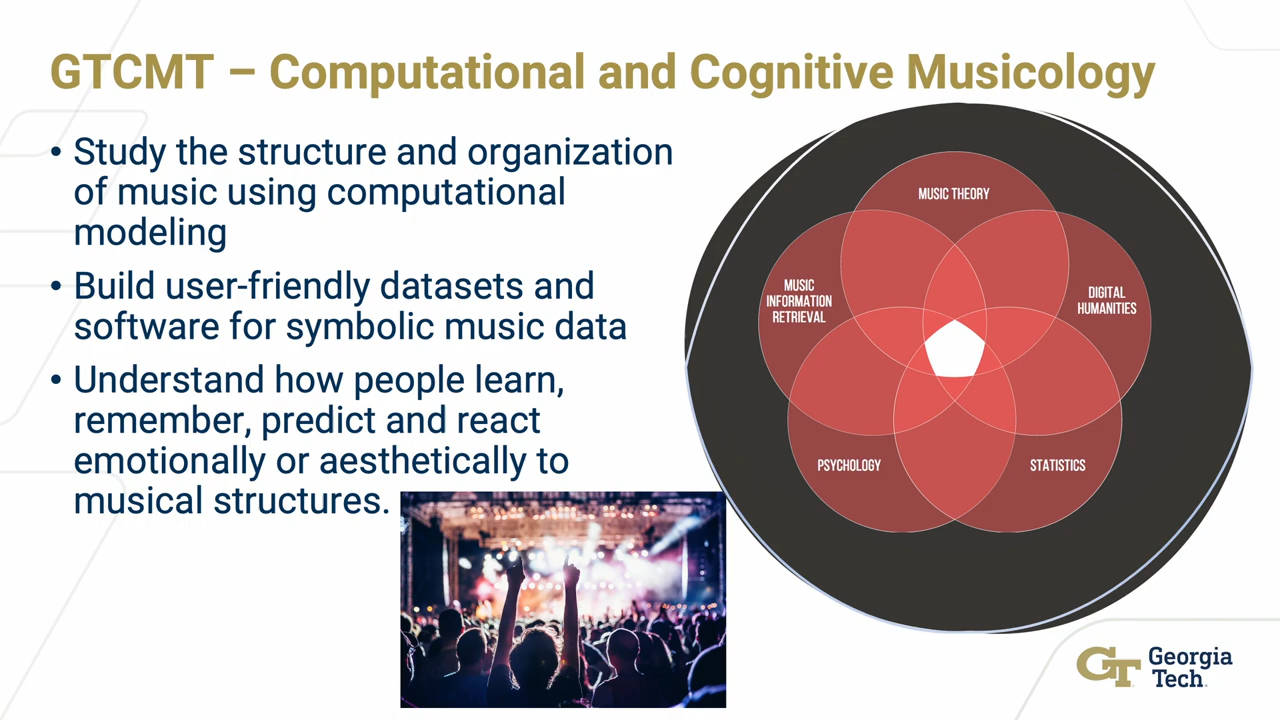 GTCMT – Computational and Cognitive Musicology
• Study the structure and organization
of music using computational
modeling
• Build user-friendly datasets and
software for symbolic music data
• Understand how people learn,
remember, predict and react
emotionally or aesthetically to
musical structures.
MUSIC THEORY
MUSIC
INFORMATION
RETRIEVAL
DIGITAL
HUMANITIES
PSYCHOLOGY
STATISTICS
GT
Georgia
Tech.